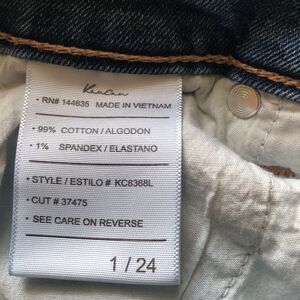 KanCan
• RN# 144635 MADE IN VIETNAM
• 99% COTTON / ALGODON
• 1% SPANDEX / ELASTANO
• STYLE / ESTILO # KC8368L
• CUT # 37475
• SEE CARE ON REVERSE
1 / 24